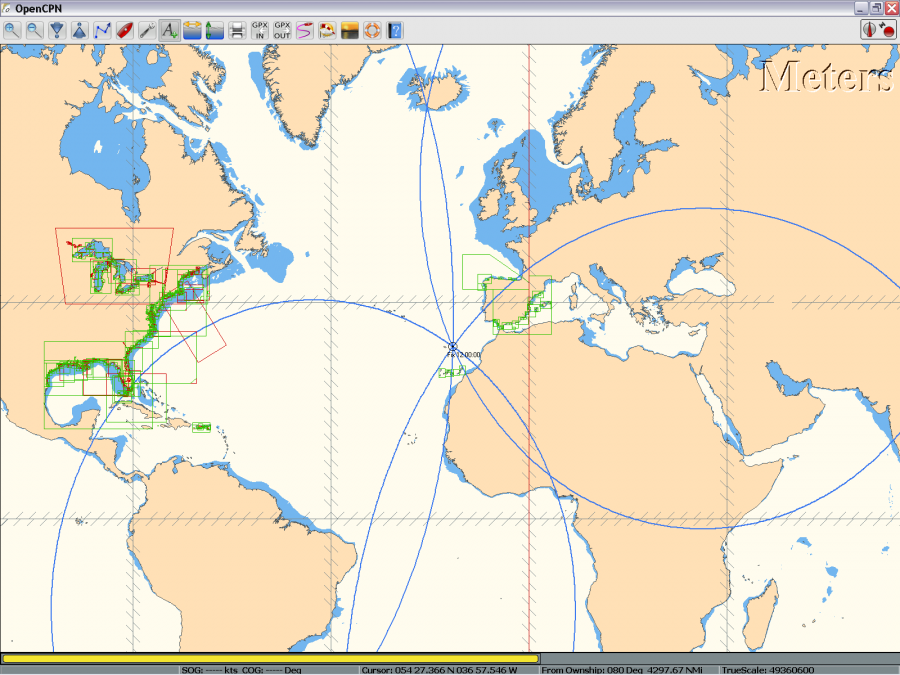 OpenCPN
GPX IN
GPX OUT
Meters
Fix 12:00:00
SOG: ----- kts COG: ----- Deg
Cursor: 054 27.366 N 036 57.546 W
From Ownship: 080 Deg 4297.67 NMi
TrueScale: 49360600